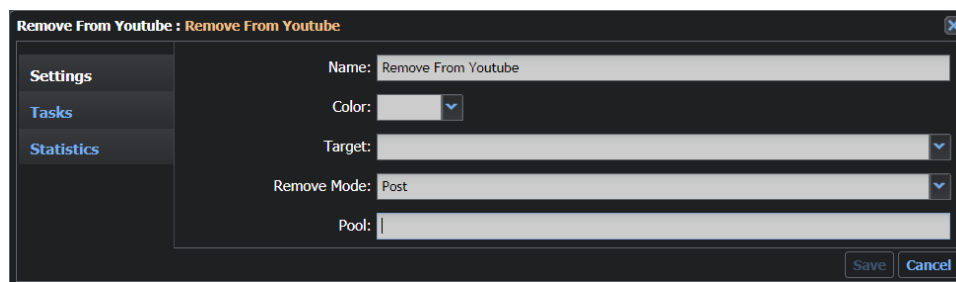 Remove From Youtube : Remove From Youtube
Settings
Tasks
Statistics
Name: Remove From Youtube
Color:
Target:
Remove Mode: Post
Pool:
Save Cancel